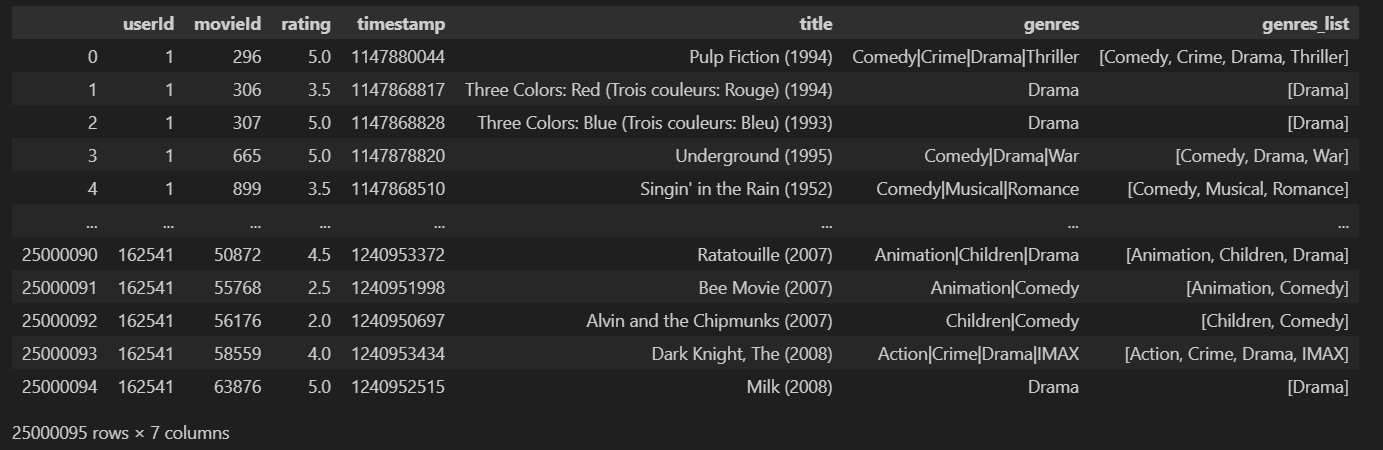 userId movieId rating timestamp title genres genres_list
0 1 296 5.0 1147880044 Pulp Fiction (1994) Comedy|Crime|Drama|Thriller [Comedy, Crime, Drama, Thriller]
1 1 306 3.5 1147868817 Three Colors: Red (Trois couleurs: Rouge) (1994) Drama [Drama]
2 1 307 5.0 1147868828 Three Colors: Blue (Trois couleurs: Bleu) (1993) Drama [Drama]
3 1 665 5.0 1147878820 Underground (1995) Comedy|Drama|War [Comedy, Drama, War]
4 1 899 3.5 1147868510 Singin' in the Rain (1952) Comedy|Musical|Romance [Comedy, Musical, Romance]
... ... ... ... ... ... ... ...
25000090 162541 50872 4.5 1240953372 Ratatouille (2007) Animation|Children|Drama [Animation, Children, Drama]
25000091 162541 55768 2.5 1240951998 Bee Movie (2007) Animation|Comedy [Animation, Comedy]
25000092 162541 56176 2.0 1240950697 Alvin and the Chipmunks (2007) Children|Comedy [Children, Comedy]
25000093 162541 58559 4.0 1240953434 Dark Knight, The (2008) Action|Crime|Drama|IMAX [Action, Crime, Drama, IMAX]
25000094 162541 63876 5.0 1240952515 Milk (2008) Drama [Drama]
25000095 rows × 7 columns